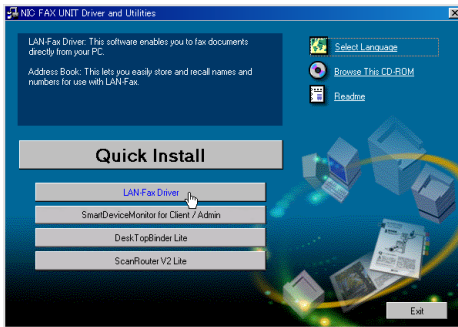 NIC FAX UNIT Driver and Utilities
LAN-Fax Driver: This software enables you to fax documents
directly from your PC.
Address Book: This lets you easily store and recall names and
numbers for use with LAN-Fax.
Select Language
Browse This CD-ROM
Readme
Quick Install
LAN-Fax Driver
SmartDeviceMonitor for Client / Admin
DeskTopBinder Lite
ScanRouter V2 Lite
Exit